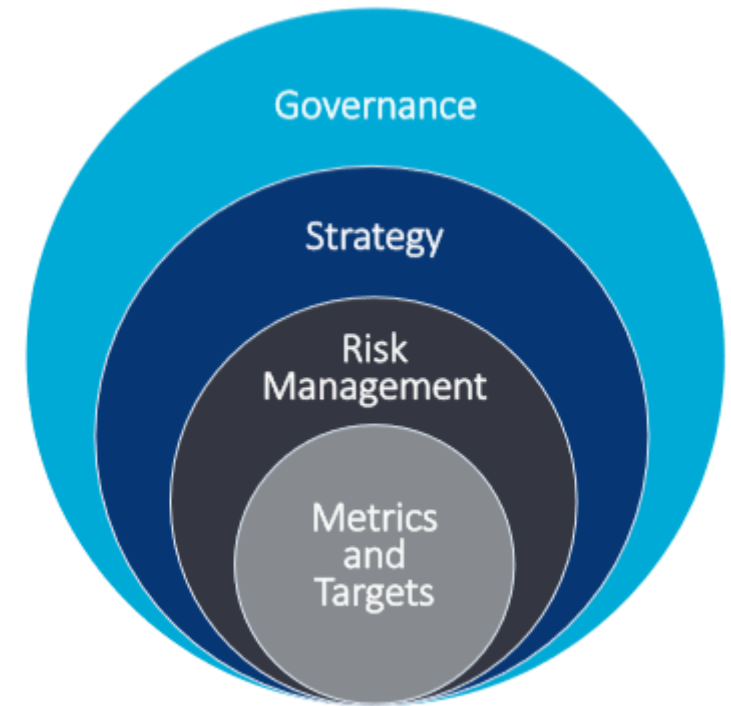 Governance
Strategy
Risk
Management
Metrics
and
Targets